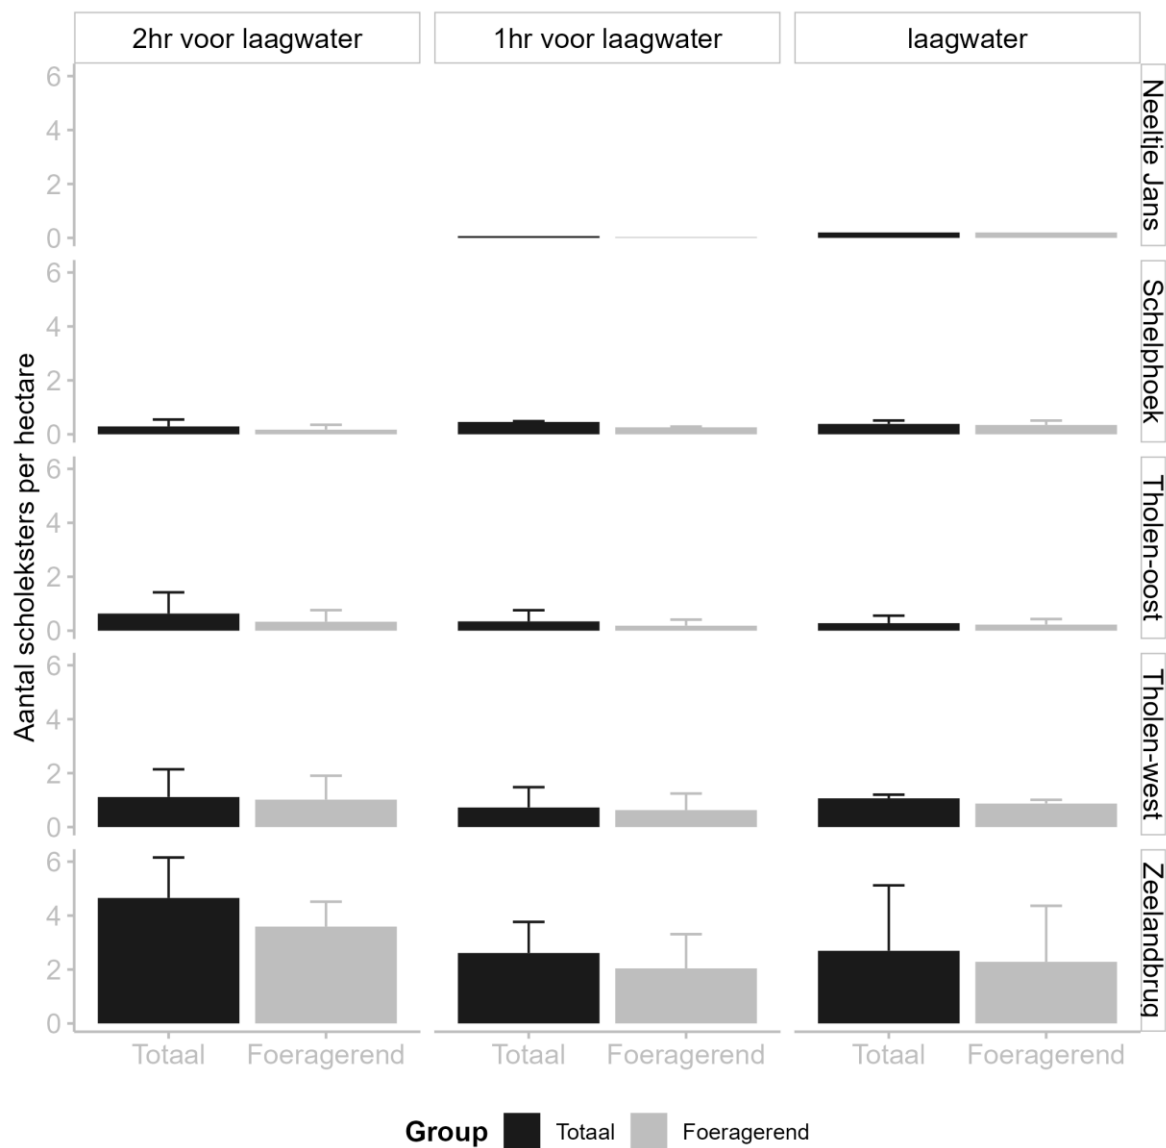 2hr voor laagwater 1hr voor laagwater laagwater
Aantal scholeksters per hectare
6
4
2
0
Neeltje Jans
6
4
2
0
Schelphoek
6
4
2
0
Tholen-oost
6
4
2
0
Tholen-west
6
4
2
0
Zeelandbrug
Totaal Foeragerend Totaal Foeragerend Totaal Foeragerend
Group Totaal Foeragerend